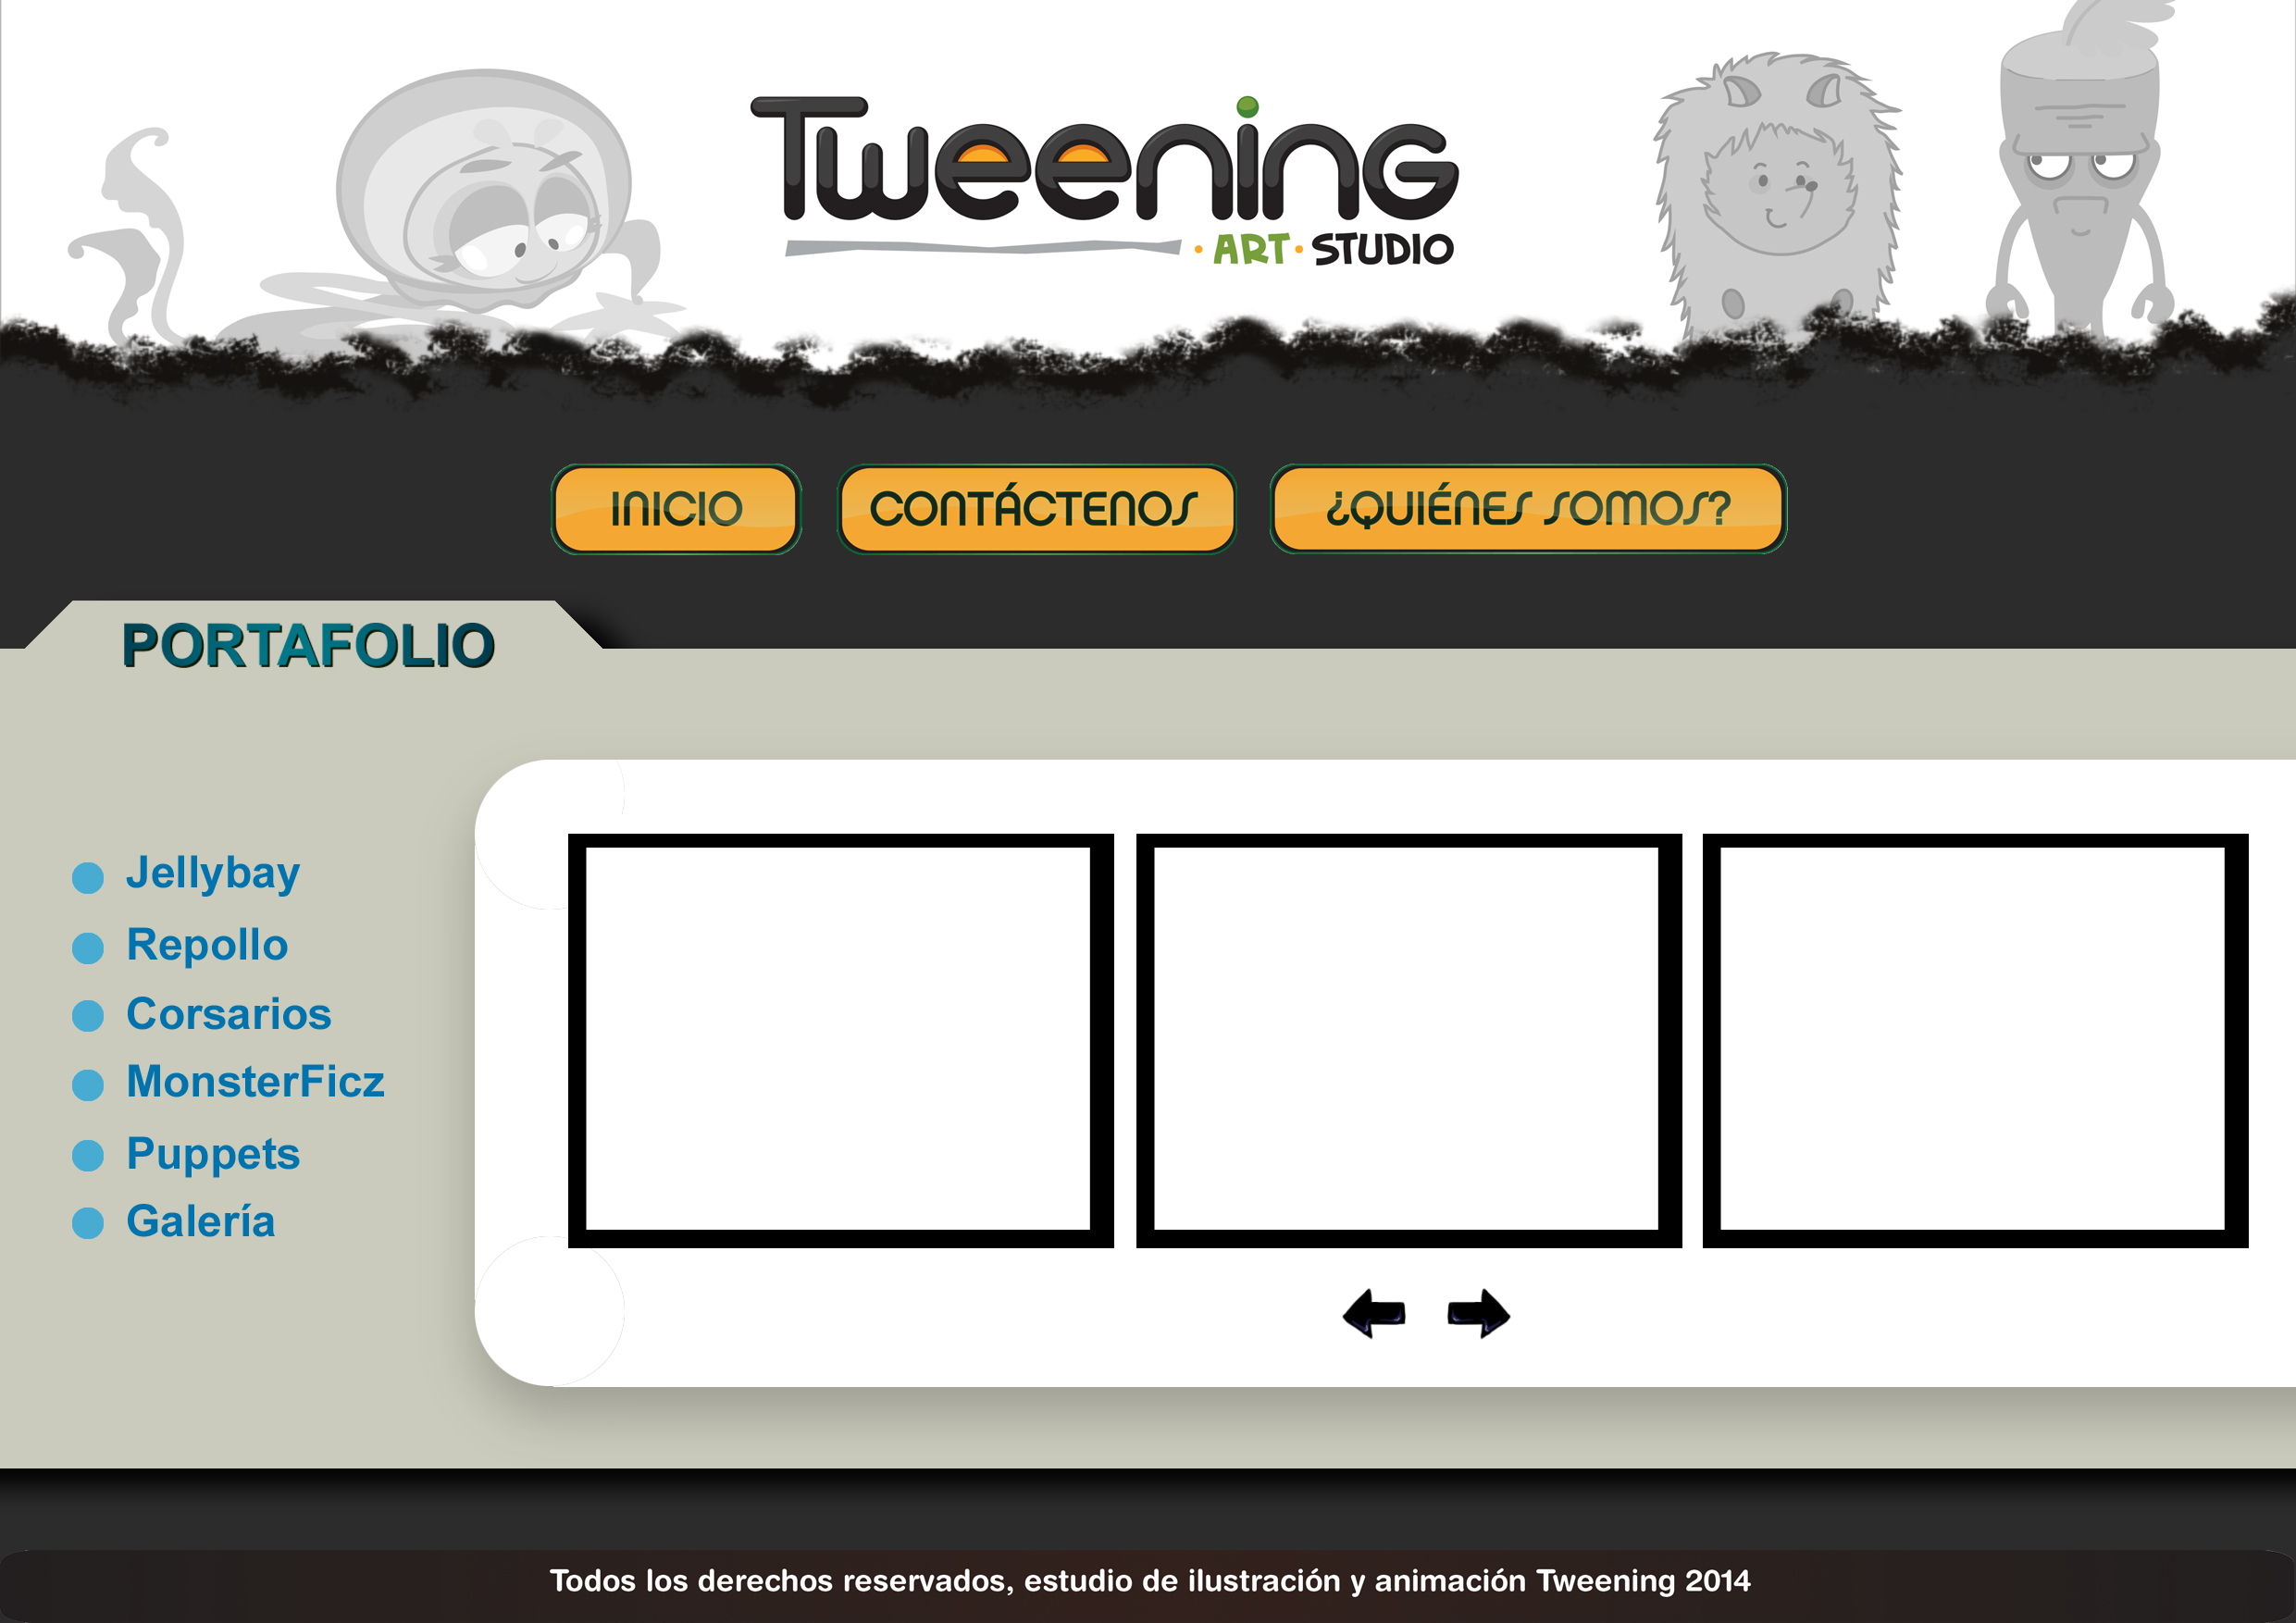 Tweening
· ART · STUDIO
INICIO
CONTÁCTENOS
¿QUIÉNES SOMOS?
PORTAFOLIO
Jellybay
Repollo
Corsarios
MonsterFicz
Puppets
Galería
Todos los derechos reservados, estudio de ilustración y animación Tweening 2014